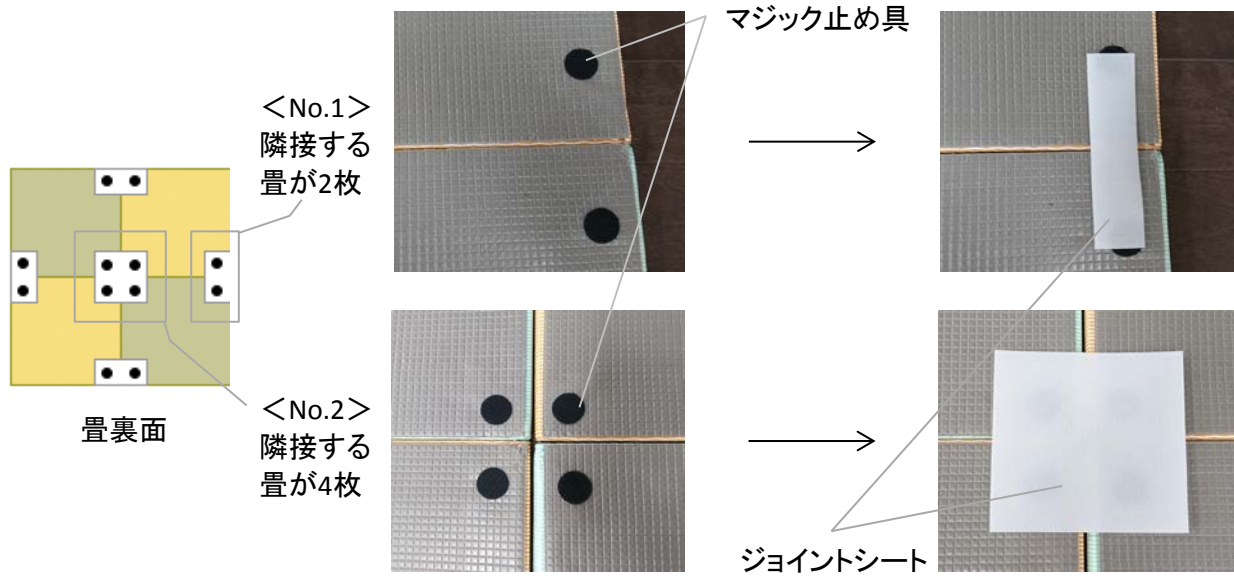 マジック止め具
＜No.1＞
隣接する
畳が2枚
畳裏面
＜No.2＞
隣接する
畳が4枚
ジョイントシート